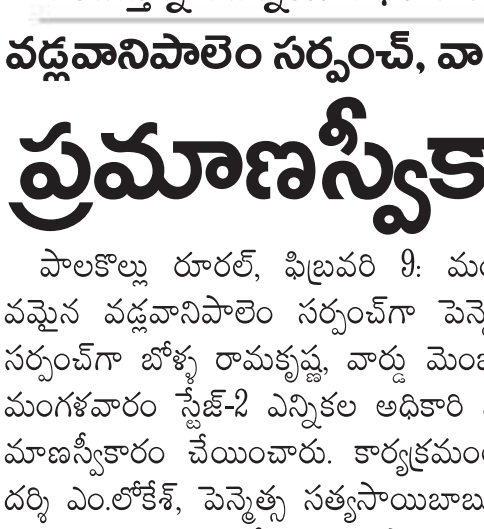 వడ్లవానిపాలెం సర్పంచ్, వా
ప్రమాణస్వీకా
పాలకొల్లు రూరల్, ఫిబ్రవరి 9: మం
వమైన వడ్లవానిపాలెం సర్పంచ్‌గా పెన్మె
సర్పంచ్‌గా బోళ్ళ రామకృష్ణ, వార్డు మెంబ
మంగళవారం స్టేజ్-2 ఎన్నికల అధికారి
మాణస్వీకారం చేయించారు. కార్యక్రమం
దర్శి ఎం.లోకేశ్, పెన్మెత్స సత్యసాయిబాబు